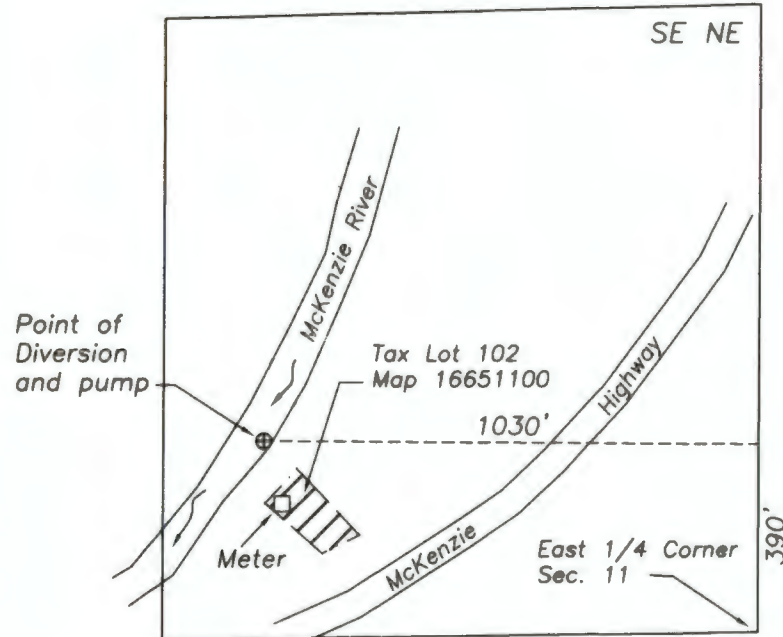 SE NE
McKenzie River
Point of
Diversion
and pump
Tax Lot 102
Map 16651100
Highway
1030'
Meter
McKenzie
East 1/4 Corner
Sec. 11
390'